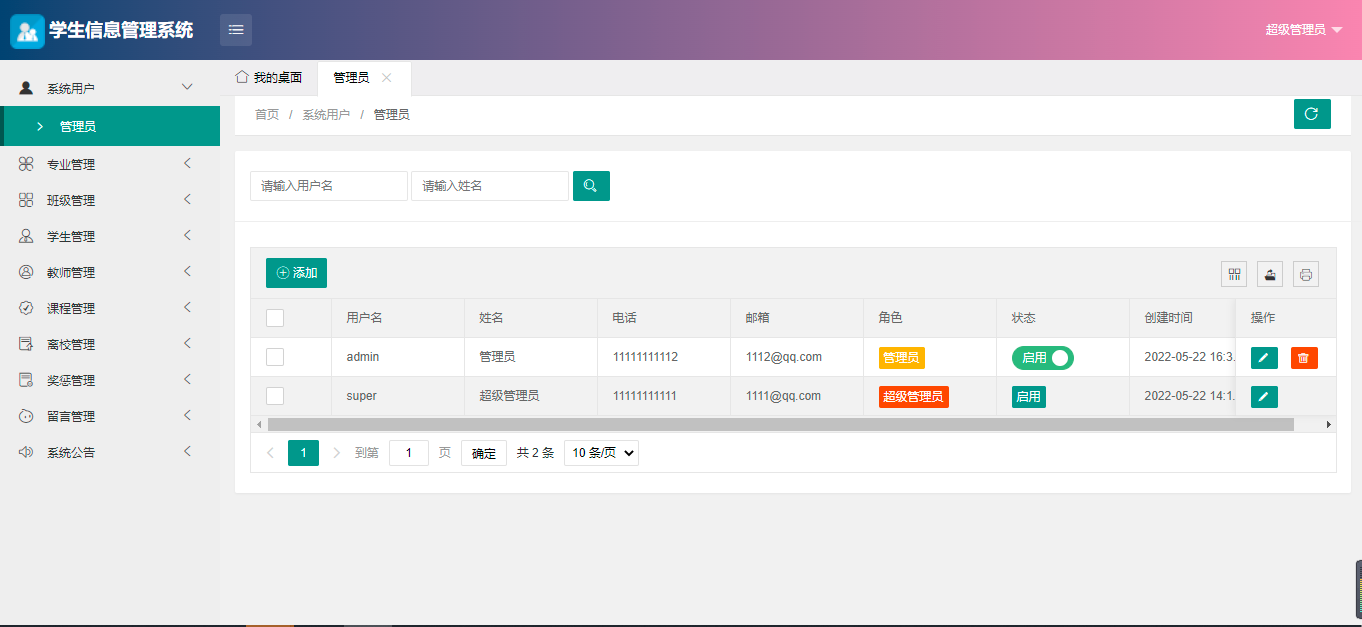 学生信息管理系统
超级管理员
系统用户
管理员
专业管理
班级管理
学生管理
教师管理
课程管理
离校管理
奖惩管理
留言管理
系统公告
我的桌面 管理员
首页 / 系统用户 / 管理员
请输入用户名 请输入姓名
添加
用户名 姓名 电话 邮箱 角色 状态 创建时间 操作
admin 管理员 11111111112 1112@qq.com 管理员 启用 2022-05-22 16:3.
super 超级管理员 11111111111 1111@qq.com 超级管理员 启用 2022-05-22 14:1.
1 到第 1 页 确定 共 2 条 10 条/页